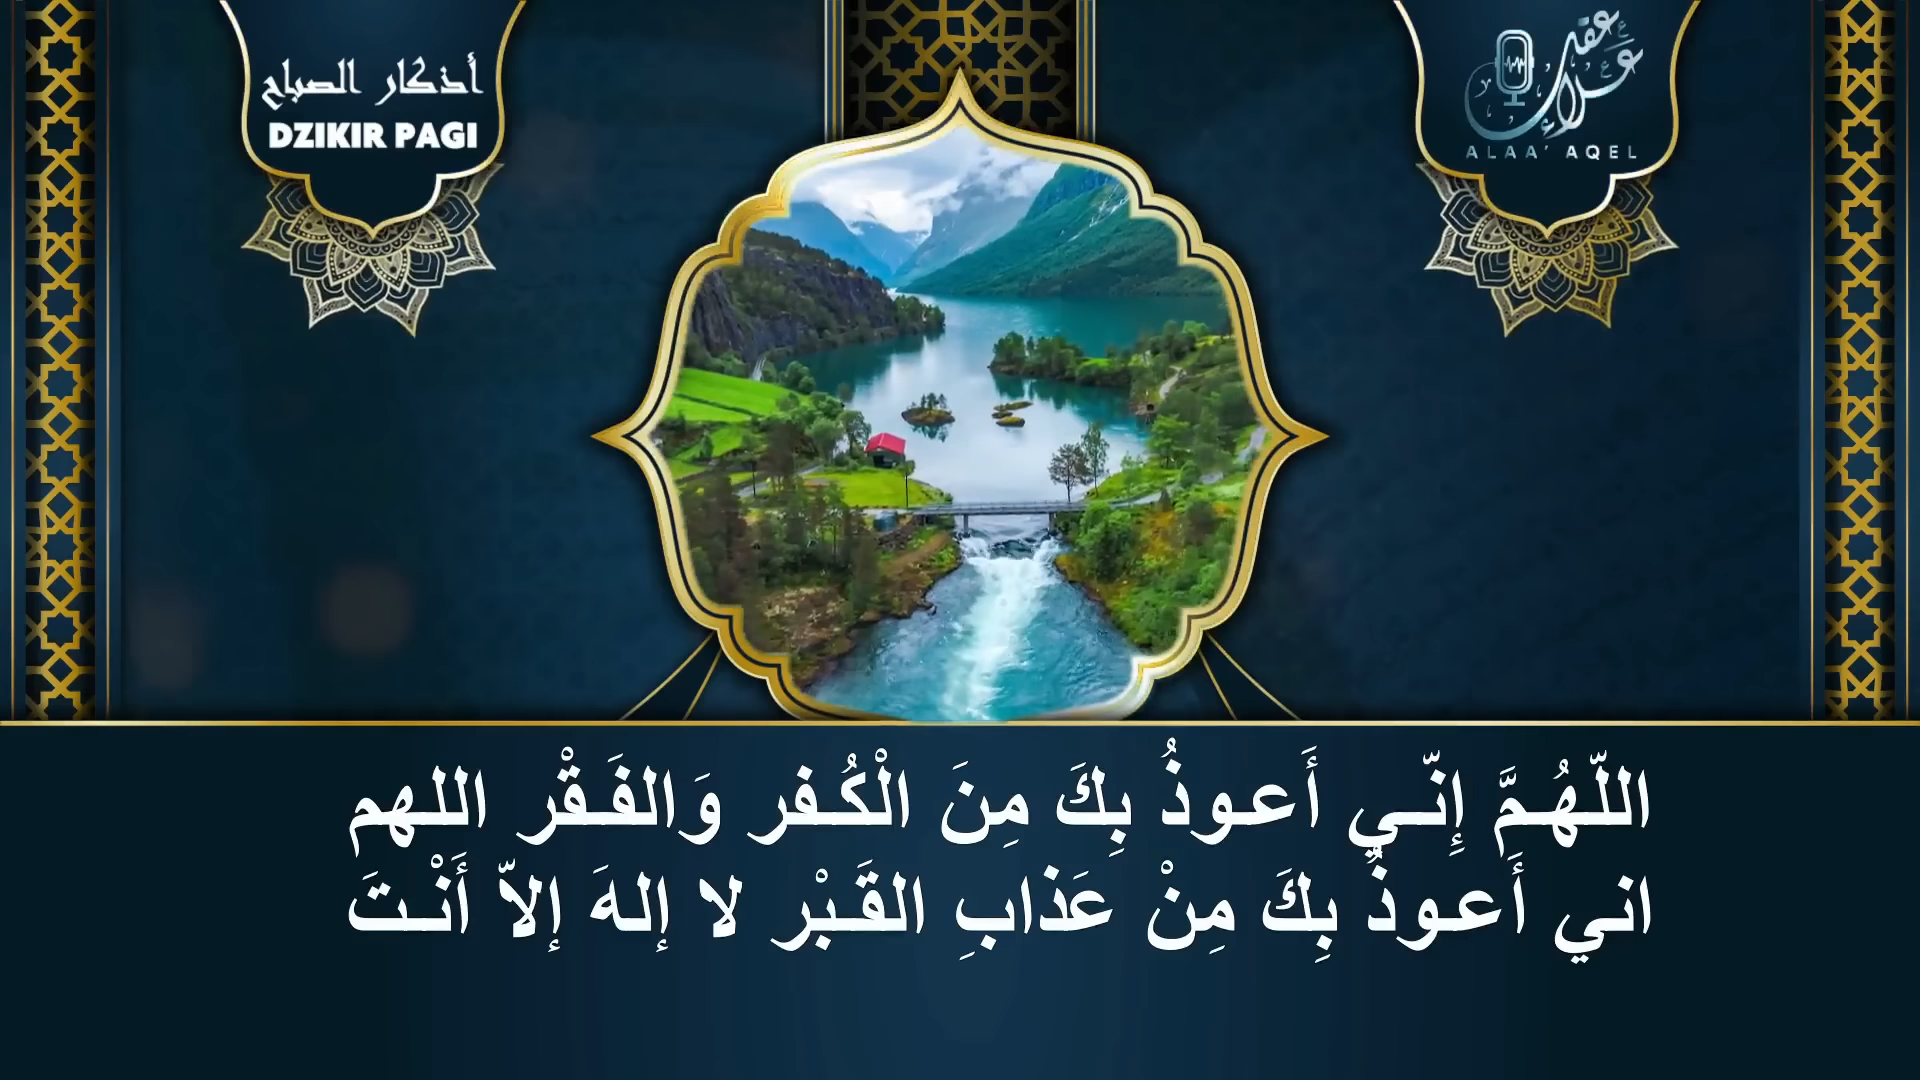 أذكار الصباح
DZIKIR PAGI
علاء عقل
ALAA' AQEL
اللّهُـمَّ إِنّـي أَعـوذُ بِكَ مِنَ الْكُـفر وَالفَـقْر اللهم
اني أَعـوذُ بِكَ مِنْ عَذابِ القَـبْر لا إلهَ إلاّ أَنْـتَ